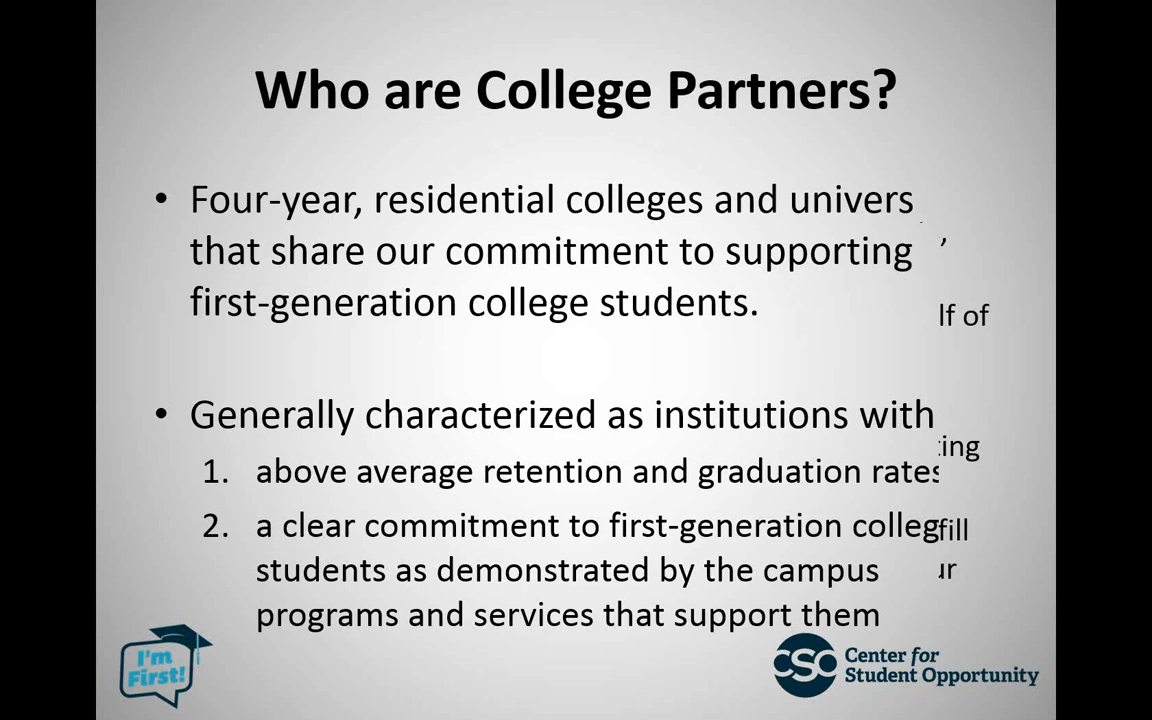 Who are College Partners?
• Four-year, residential colleges and univers
that share our commitment to supporting ,
first-generation college students.
lf of
• Generally characterized as institutions with
ting
1. above average retention and graduation rates
2. a clear commitment to first-generation colleg
fill
students as demonstrated by the campus
ur
programs and services that support them
I'm
First!
CSO
Center for
Student Opportunity